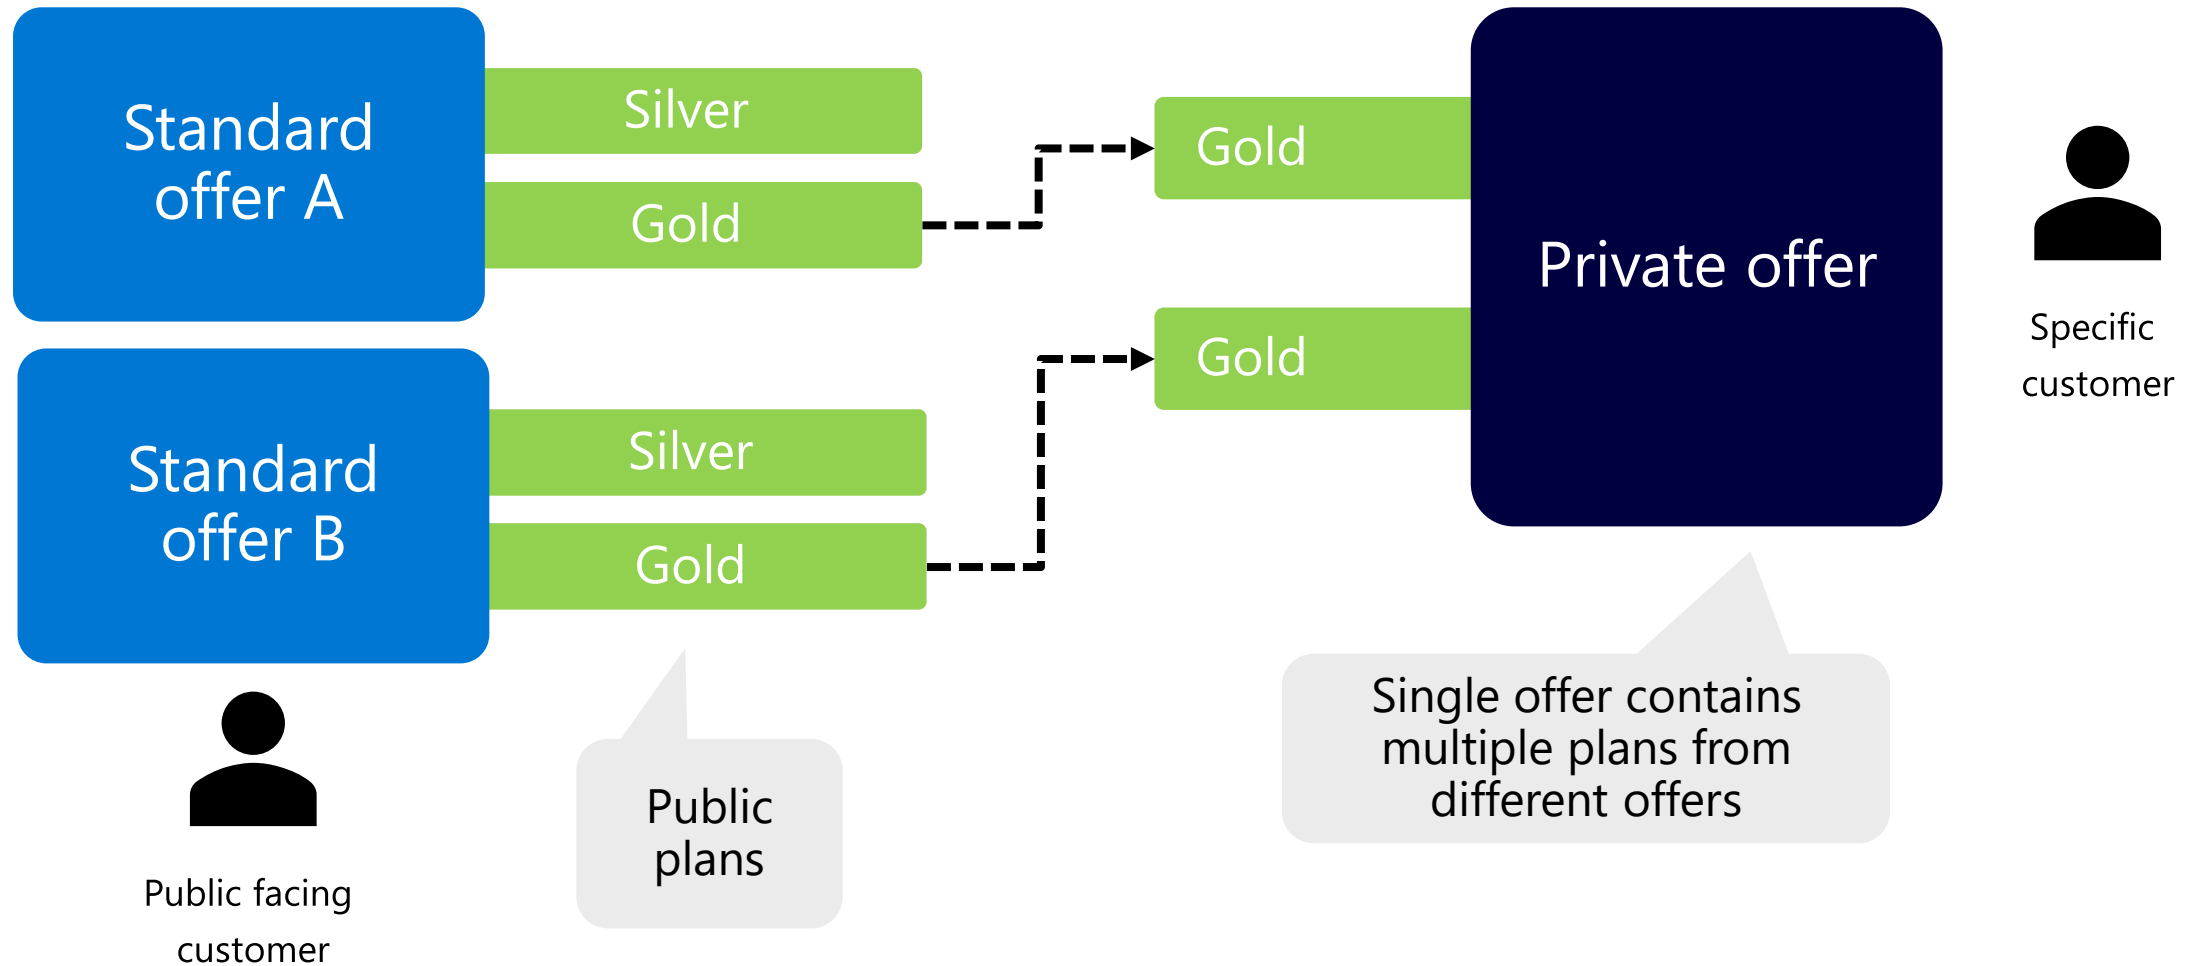 Standard
offer A
Silver
Gold
Standard
offer B
Silver
Gold
Public facing
customer
Public
plans
Gold
Gold
Private offer
Specific
customer
Single offer contains
multiple plans from
different offers